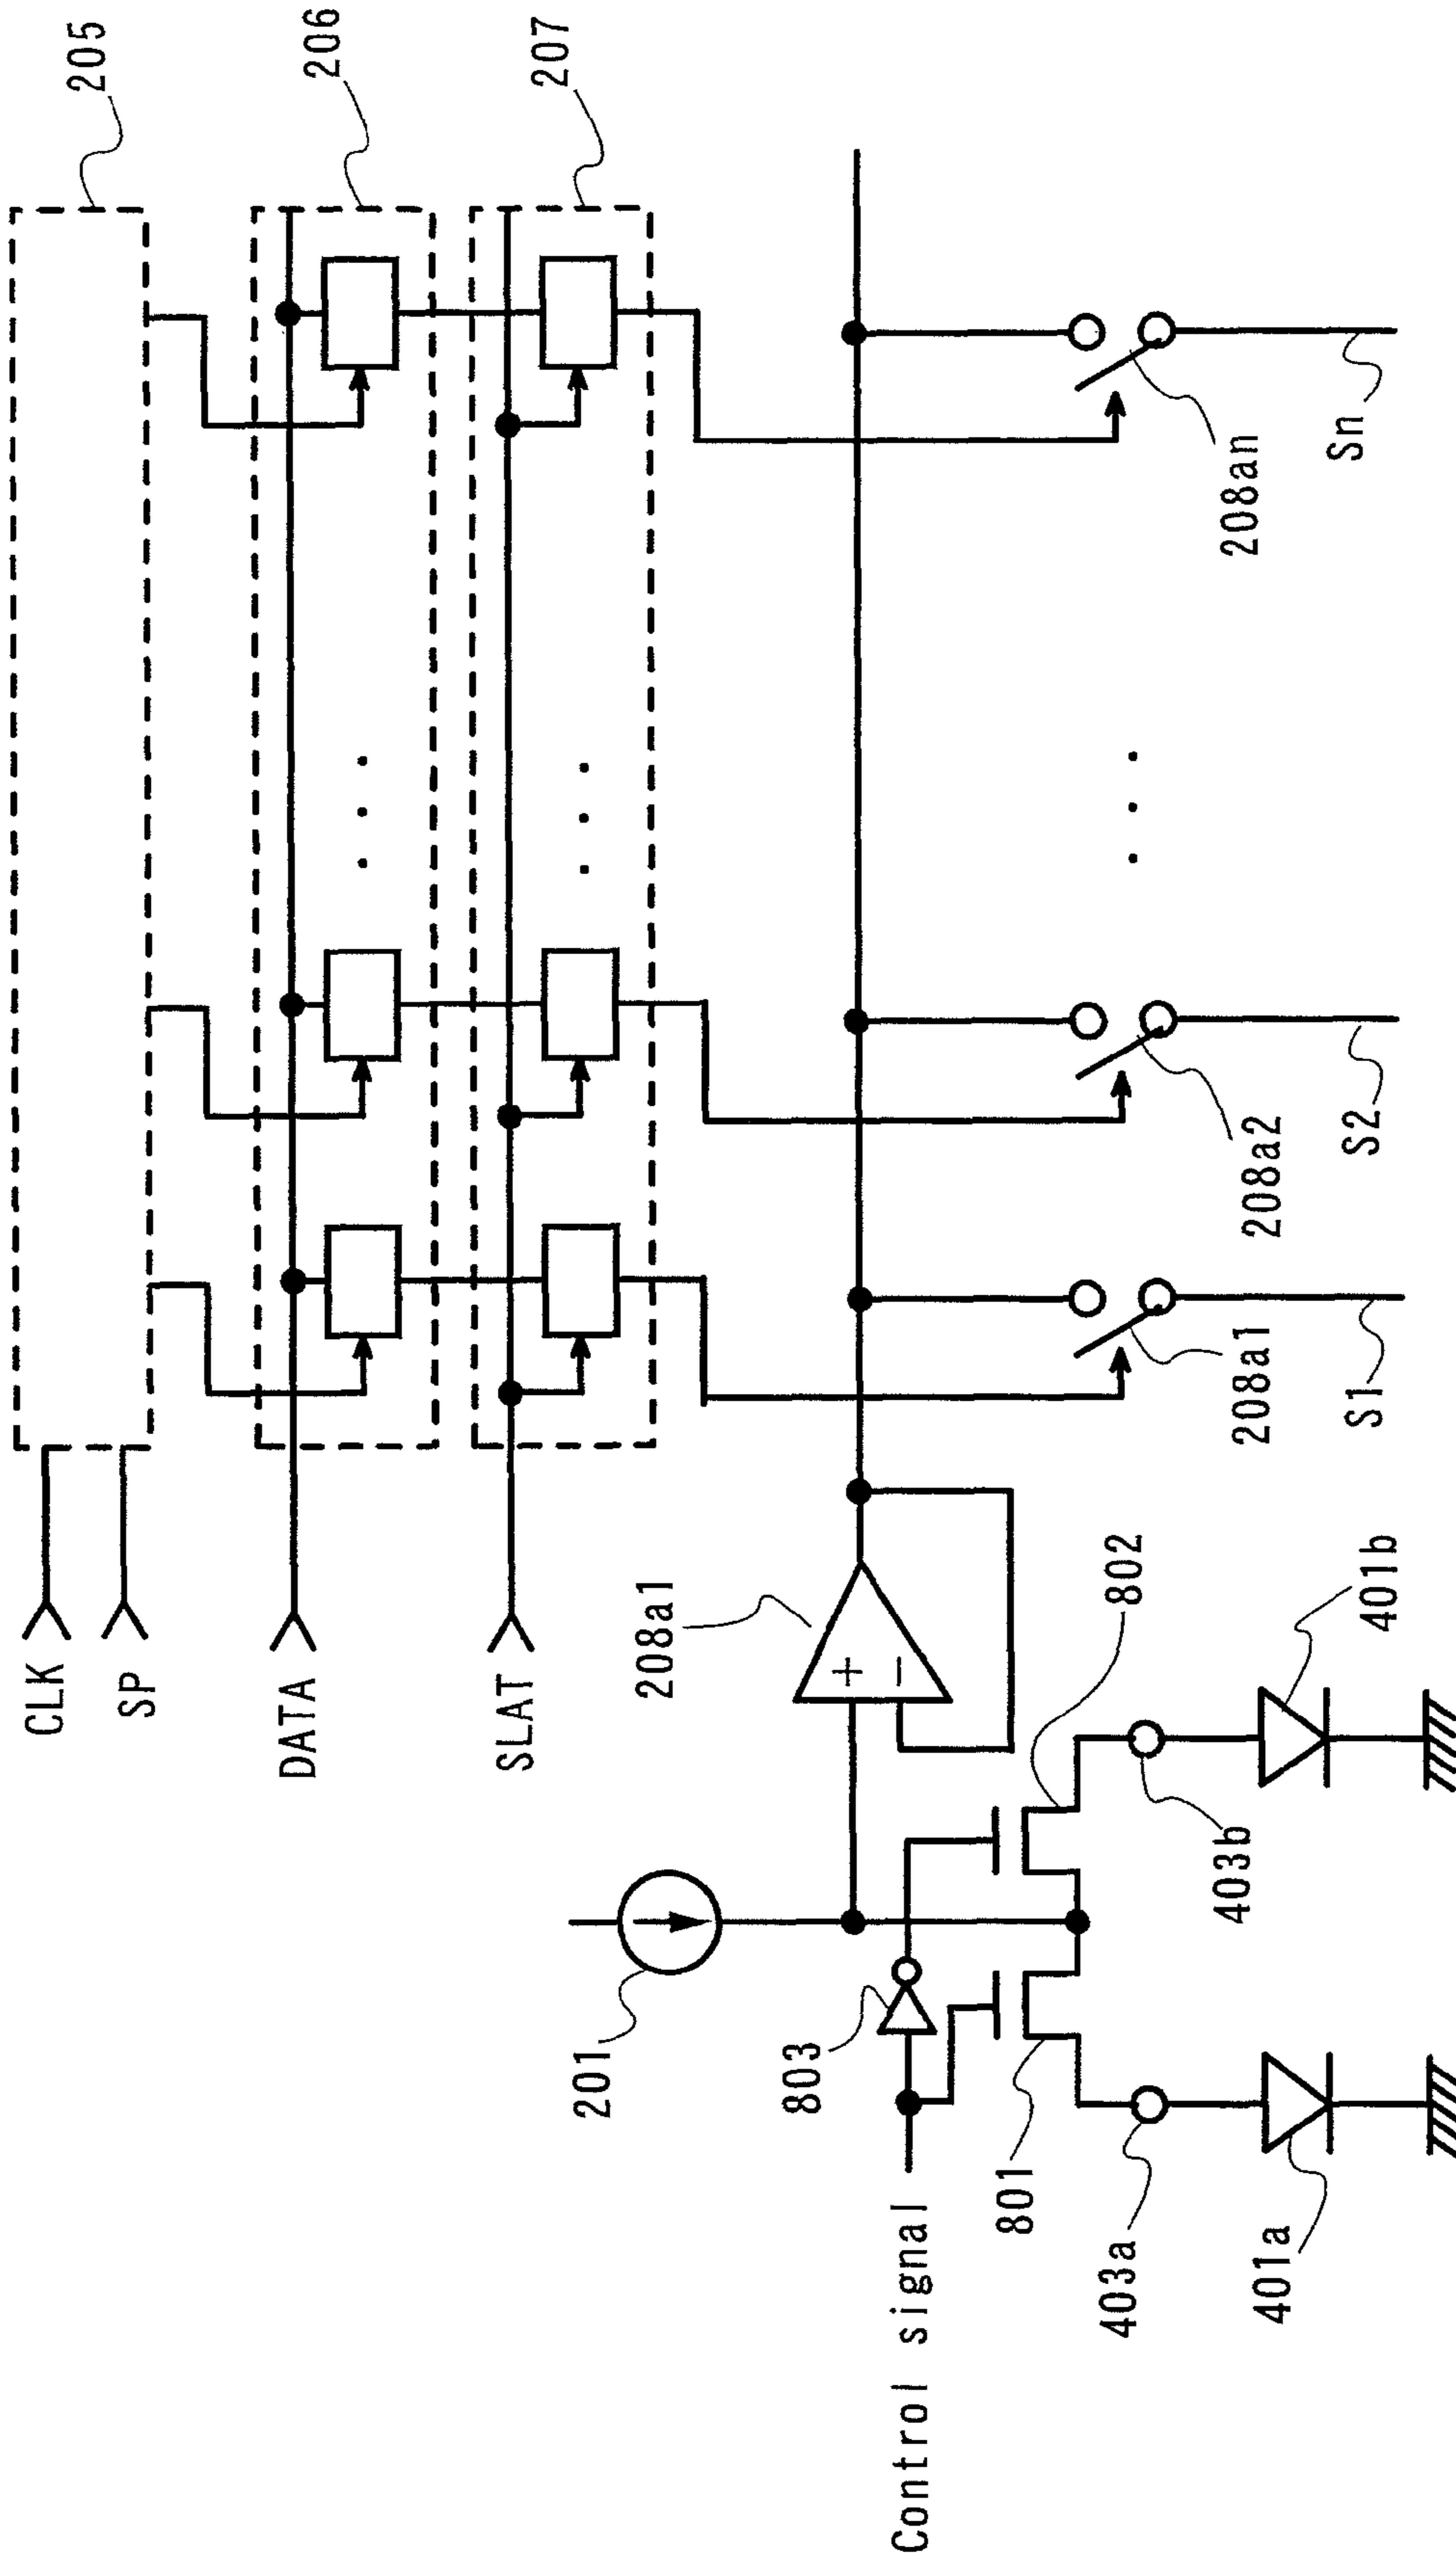 CLK
SP
205
DATA
206
SLAT
207
201
208a1
803
Control signal
801
802
403a
403b
401a
401b
208a1
208a2
208an
S1
S2
Sn